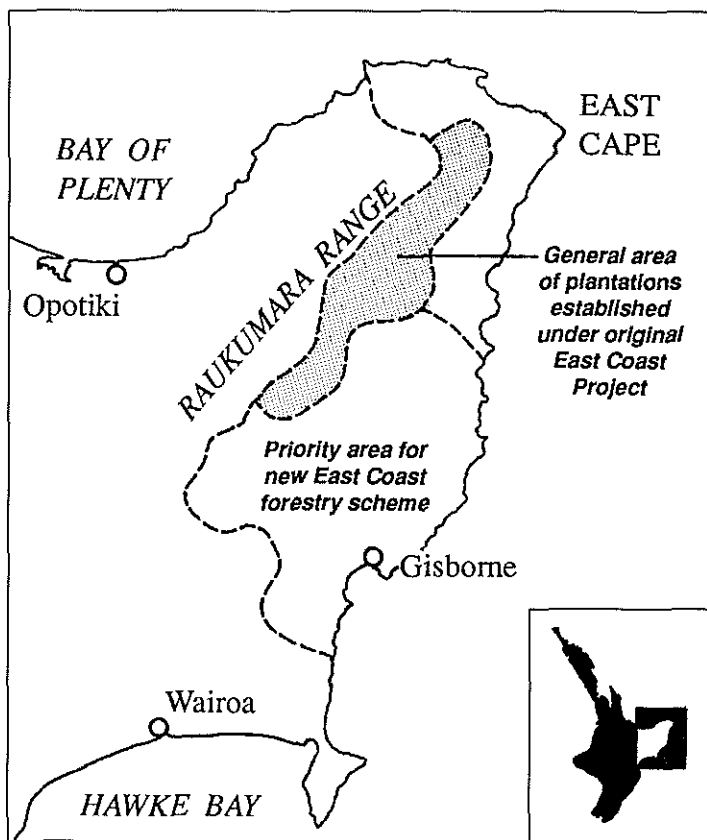 EAST
CAPE
BAY OF
PLENTY
Opotiki
RAUKUMARA RANGE
General area
of plantations
established
under original
East Coast
Project
Priority area for
new East Coast
forestry scheme
Gisborne
Wairoa
HAWKE BAY